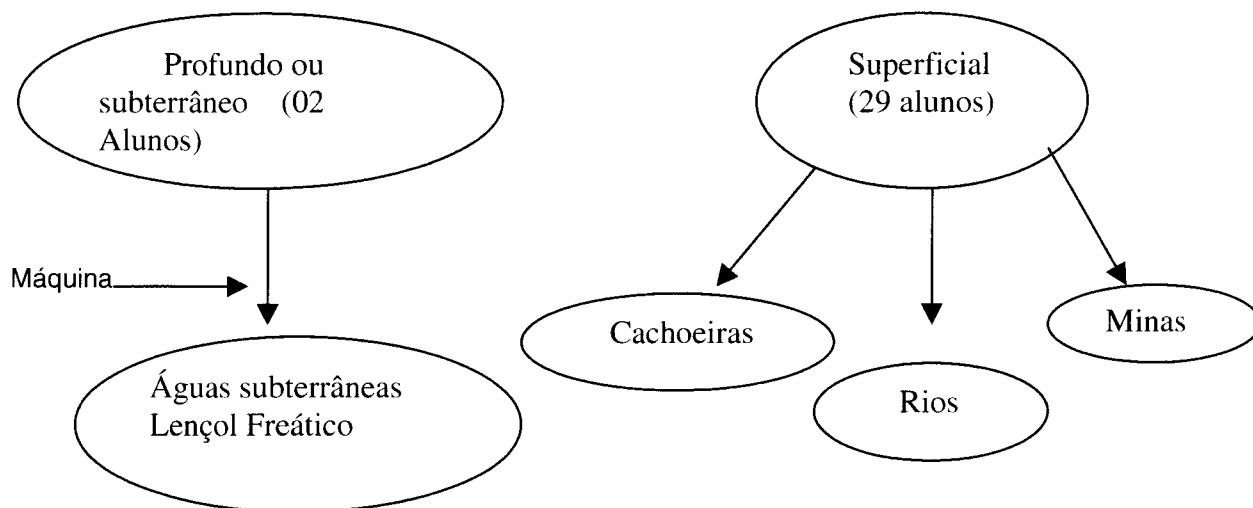 Profundo ou
subterrâneo (02
Alunos)
Superficial
(29 alunos)
Máquina
Cachoeiras
Minas
Rios
Águas subterrâneas
Lençol Freático